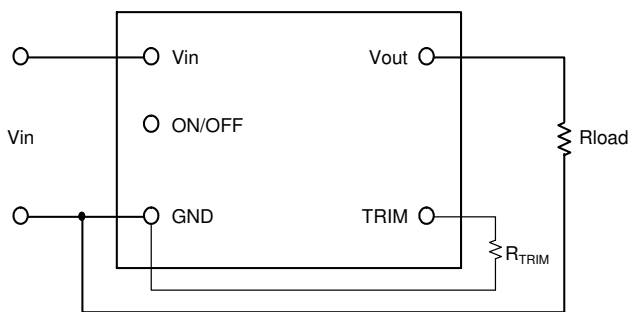 Vin Vout
ON/OFF
Vin
Rload
GND TRIM
RTRIM